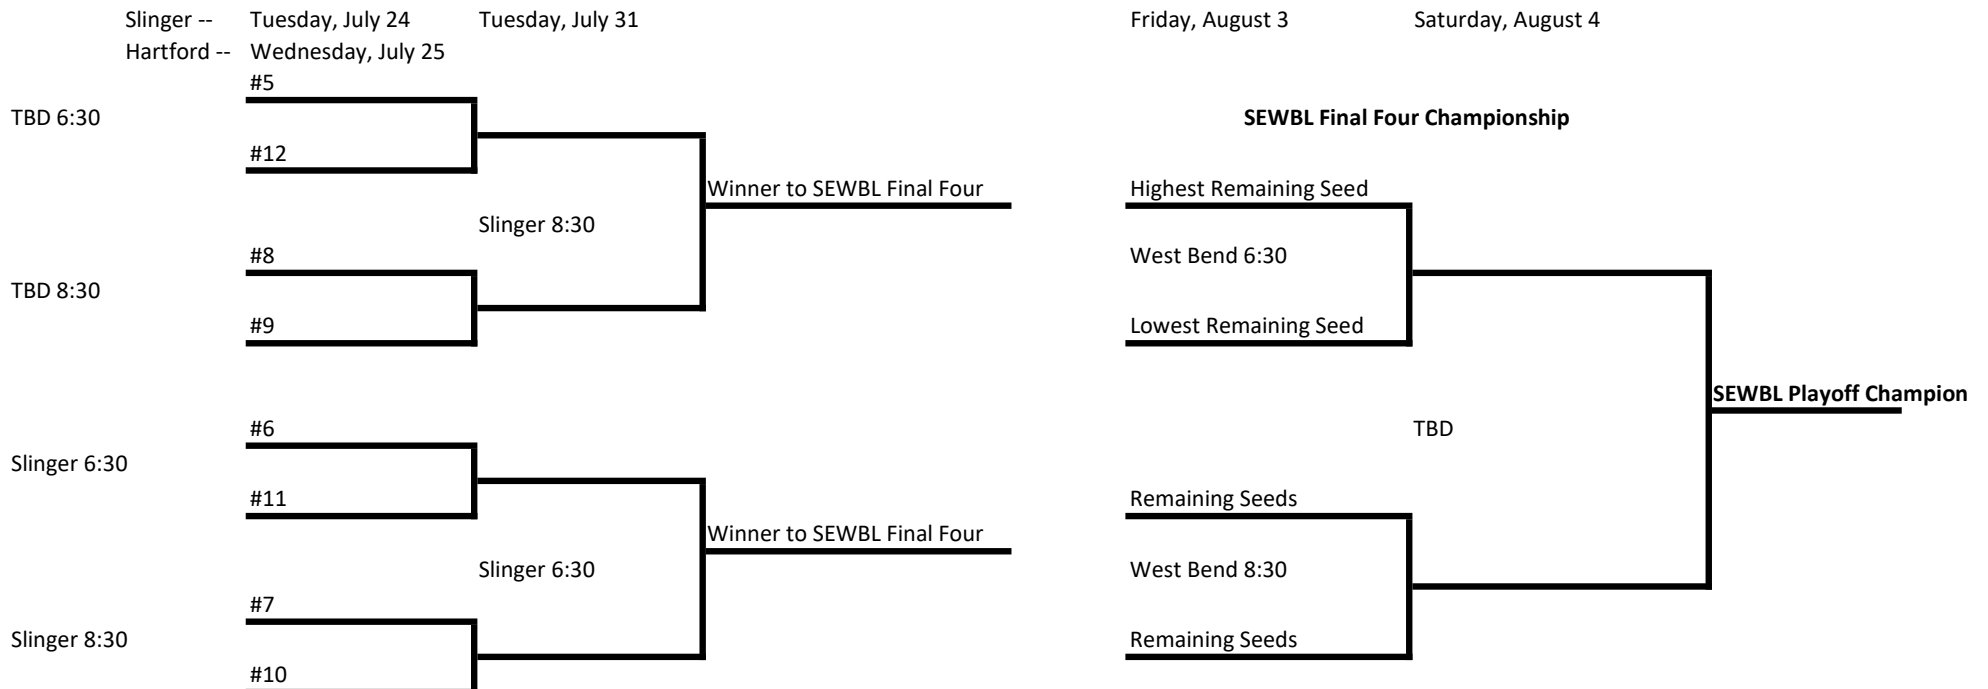 Slinger -- Tuesday, July 24 Tuesday, July 31 Friday, August 3 Saturday, August 4
Hartford -- Wednesday, July 25
#5
TBD 6:30 SEWBL Final Four Championship
#12
Winner to SEWBL Final Four Highest Remaining Seed
Slinger 8:30
#8 West Bend 6:30
TBD 8:30
#9 Lowest Remaining Seed
SEWBL Playoff Champion
#6 TBD
Slinger 6:30
#11 Remaining Seeds
Winner to SEWBL Final Four
Slinger 6:30 West Bend 8:30
#7
Slinger 8:30 Remaining Seeds
#10